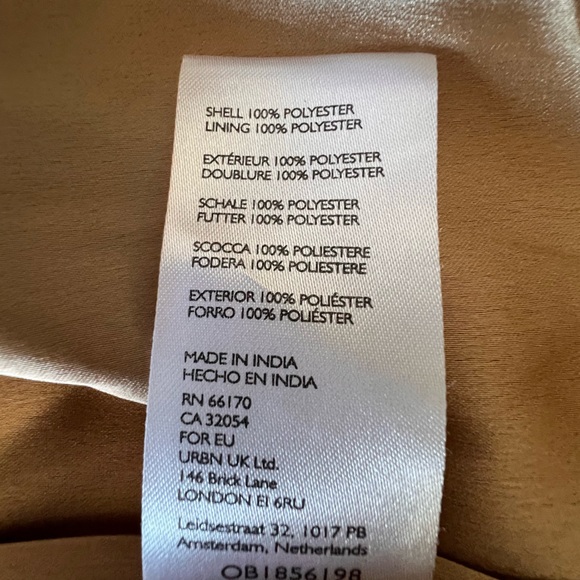 SHELL 100% POLYESTER
LINING 100% POLYESTER
EXTÉRIEUR 100% POLYESTER
DOUBLURE 100% POLYESTER
SCHALE 100% POLYESTER
FUTTER 100% POLYESTER
SCOCCA 100% POLIESTERE
FODERA 100% POLIESTERE
EXTERIOR 100% POLIÉSTER
FORRO 100% POLIÉSTER
MADE IN INDIA
HECHO EN INDIA
RN 66170
CA 32054
FOR EU
URBN UK Ltd.
146 Brick Lane
LONDON E1 6RU
Leidsestraat 32, 1017 PB
Amsterdam, Netherlands
OB1856198